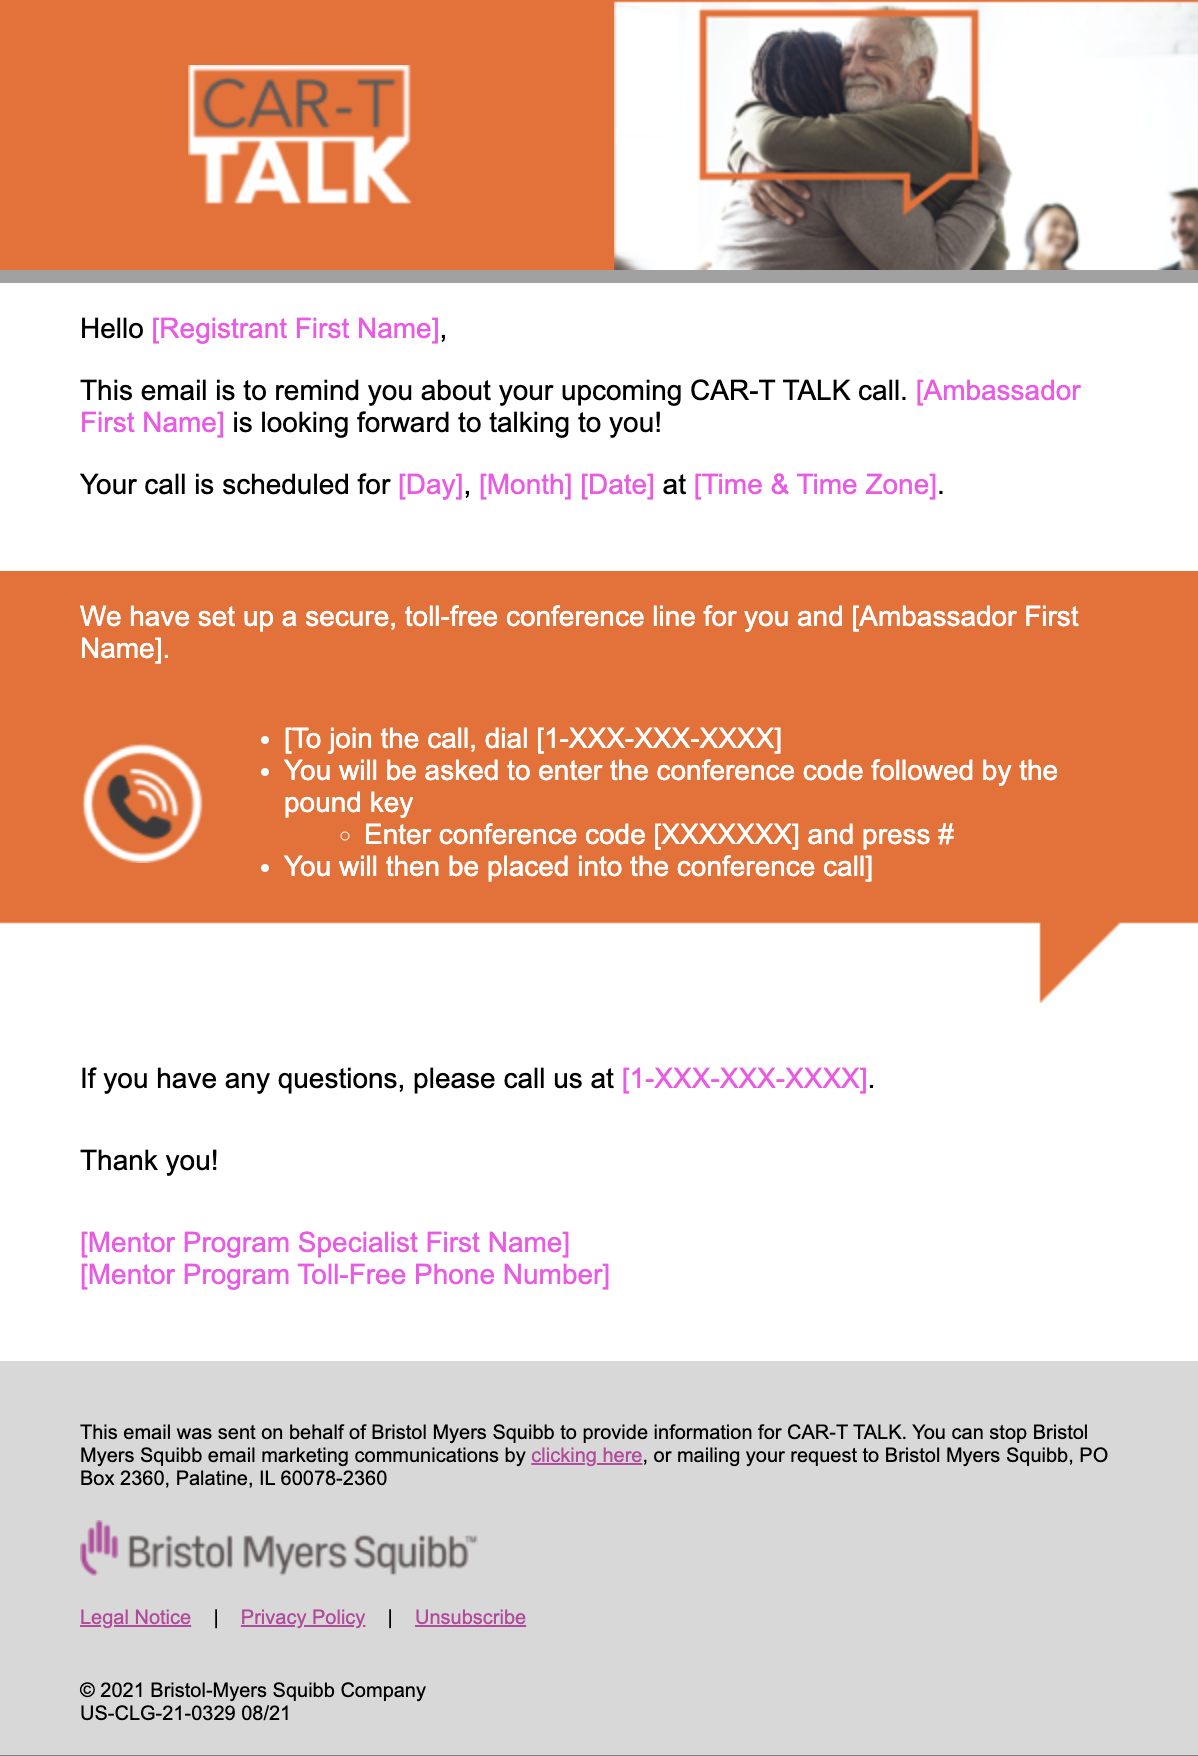 CAR-T
TALK
Hello [Registrant First Name],
This email is to remind you about your upcoming CAR-T TALK call. [Ambassador
First Name] is looking forward to talking to you!
Your call is scheduled for [Day], [Month] [Date] at [Time & Time Zone].
We have set up a secure, toll-free conference line for you and [Ambassador First
Name].
• [To join the call, dial [1-XXX-XXX-XXXX]
• You will be asked to enter the conference code followed by the
pound key
◦ Enter conference code [XXXXXXX] and press #
• You will then be placed into the conference call]
If you have any questions, please call us at [1-XXX-XXX-XXXX].
Thank you!
[Mentor Program Specialist First Name]
[Mentor Program Toll-Free Phone Number]
This email was sent on behalf of Bristol Myers Squibb to provide information for CAR-T TALK. You can stop Bristol
Myers Squibb email marketing communications by clicking here, or mailing your request to Bristol Myers Squibb, PO
Box 2360, Palatine, IL 60078-2360
Bristol Myers Squibb™
Legal Notice | Privacy Policy | Unsubscribe
© 2021 Bristol-Myers Squibb Company
US-CLG-21-0329 08/21